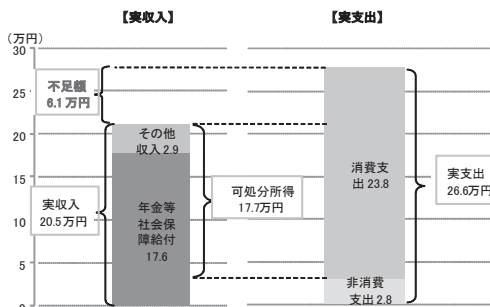 【実収入】 【実支出】
(万円)
30
25
20
15
10
5
0
不足額
6.1万円
その他
収入2.9
実収入
20.5万円
年金等
社会保
障給付
17.6
可処分所得
17.7万円
消費支
出23.8
実支出
26.6万円
非消費
支出2.8